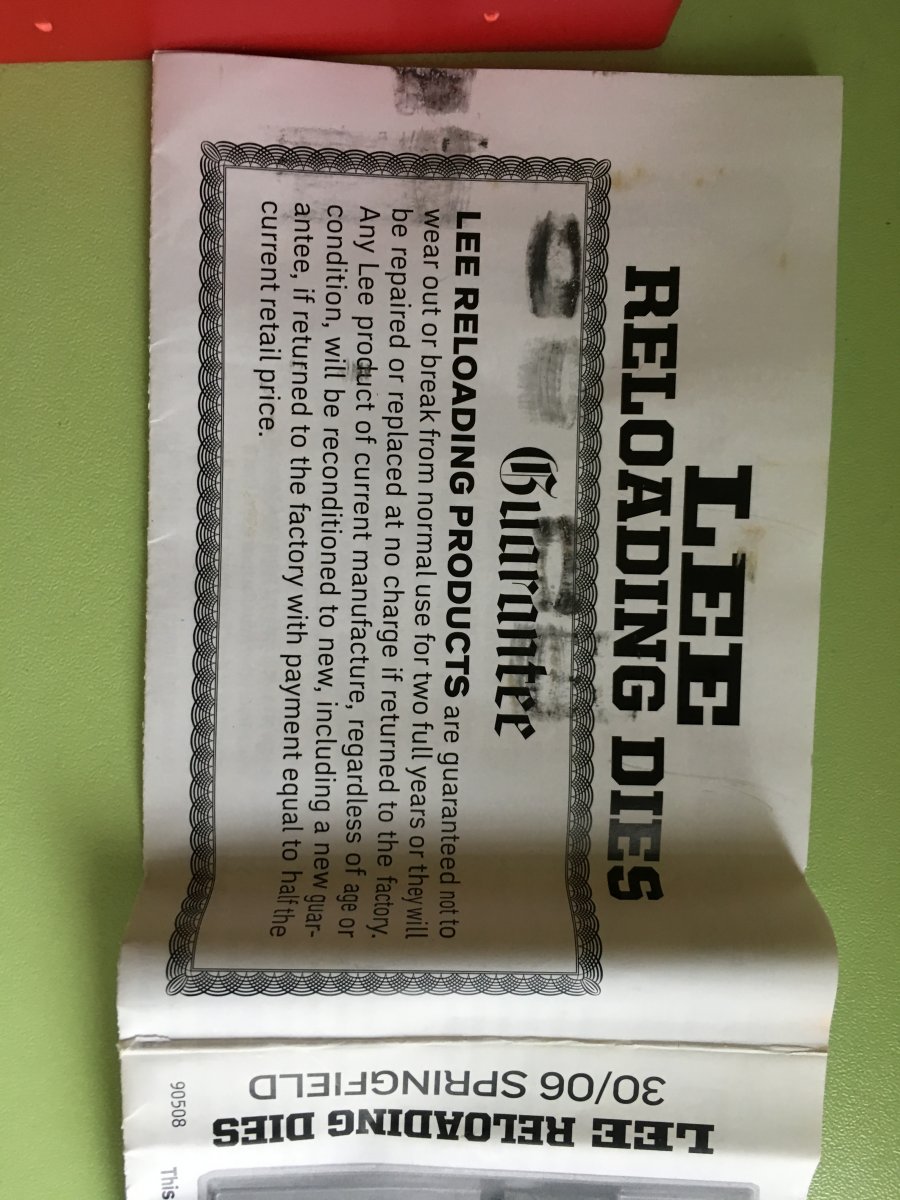 LEE
RELOADING DIES
Guarantee
LEE RELOADING PRODUCTS are guaranteed not to
wear out or break from normal use for two full years or they will
be repaired or replaced at no charge if returned to the factory.
Any Lee product of current manufacture, regardless of age or
condition, will be reconditioned to new, including a new guar-
antee, if returned to the factory with payment equal to half the
current retail price.
LEE RELOADING DIES
30/06 SPRINGFIELD
90508
This